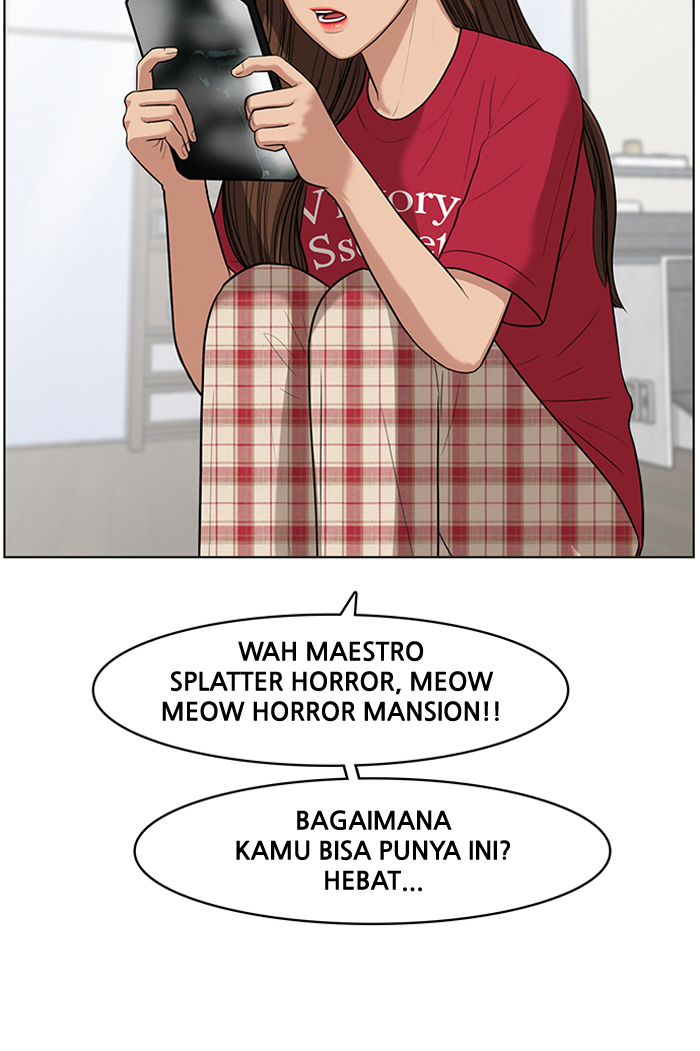 WAH MAESTRO
SPLATTER HORROR, MEOW
MEOW HORROR MANSION!!
BAGAIMANA
KAMU BISA PUNYA INI?
HEBAT...